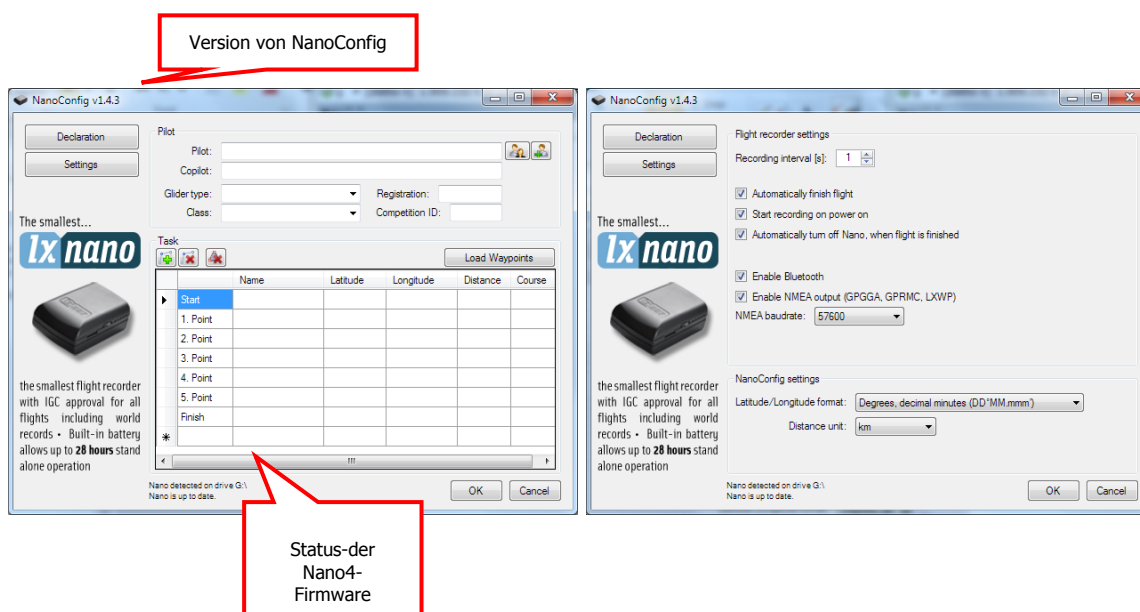 Version von NanoConfig
NanoConfig v1.4.3
Declaration
Settings
The smallest...
lx nano
the smallest flight recorder
with IGC approval for all
flights including world
records • Built-in battery
allows up to 28 hours stand
alone operation
Pilot
Pilot:
Copilot:
Glider type:
Registration:
Class:
Competition ID:
Task
Load Waypoints
Name Latitude Longitude Distance Course
Start
1. Point
2. Point
3. Point
4. Point
5. Point
Finish
Nano detected on drive G:\
Nano is up to date.
OK Cancel
Status-der
Nano4-
Firmware
NanoConfig v1.4.3
Declaration
Settings
The smallest...
lx nano
the smallest flight recorder
with IGC approval for all
flights including world
records • Built-in battery
allows up to 28 hours stand
alone operation
Flight recorder settings
Recording interval [s]: 1
Automatically finish flight
Start recording on power on
Automatically turn off Nano, when flight is finished
Enable Bluetooth
Enable NMEA output (GPGGA, GPRMC, LXWP)
NMEA baudrate: 57600
NanoConfig settings
Latitude/Longitude format: Degrees, decimal minutes (DD°MM.mmm')
Distance unit: km
Nano detected on drive G:\
Nano is up to date.
OK Cancel